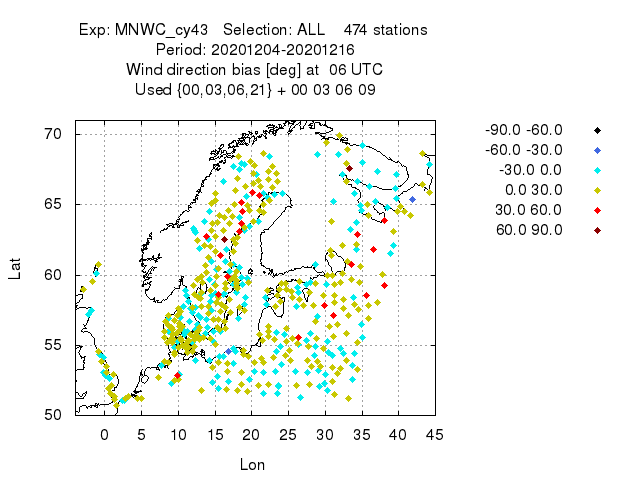 Exp: MNWC_cy43 Selection: ALL 474 stations
Period: 20201204-20201216
Wind direction bias [deg] at 06 UTC
Used {00,03,06,21} + 00 03 06 09
70
65
60
55
50
Lat
0 5 10 15 20 25 30 35 40 45
Lon
-90.0 -60.0
-60.0 -30.0
-30.0 0.0
0.0 30.0
30.0 60.0
60.0 90.0